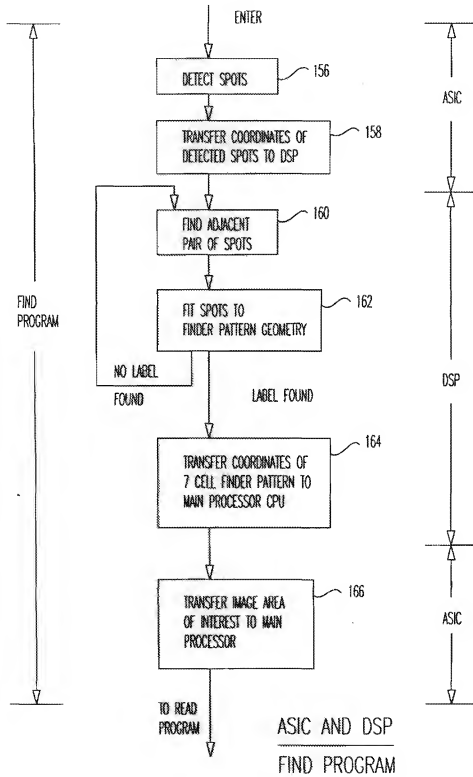 ENTER
DETECT SPOTS
156
ASIC
TRANSFER COORDINATES OF
DETECTED SPOTS TO DSP
158
FIND ADJACENT
PAIR OF SPOTS
160
FIND
PROGRAM
FIT SPOTS TO
FINDER PATTERN GEOMETRY
162
NO LABEL
FOUND
LABEL FOUND
DSP
TRANSFER COORDINATES OF
7 CELL FINDER PATTERN TO
MAIN PROCESSOR CPU
164
TRANSFER IMAGE AREA
OF INTEREST TO MAIN
PROCESSOR
166
ASIC
TO READ
PROGRAM
ASIC AND DSP
FIND PROGRAM